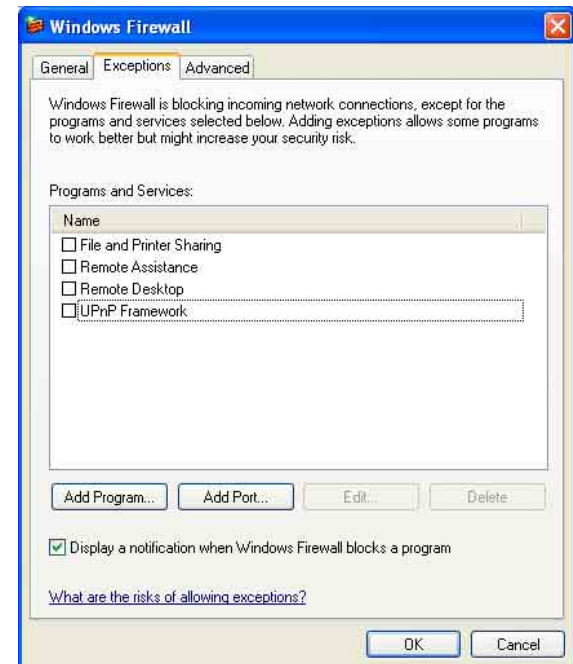 Windows Firewall
General Exceptions Advanced
Windows Firewall is blocking incoming network connections, except for the
programs and services selected below. Adding exceptions allows some programs
to work better but might increase your security risk.
Programs and Services:
Name
File and Printer Sharing
Remote Assistance
Remote Desktop
UPnP Framework
Add Program... Add Port... Edit... Delete
Display a notification when Windows Firewall blocks a program
What are the risks of allowing exceptions?
OK Cancel